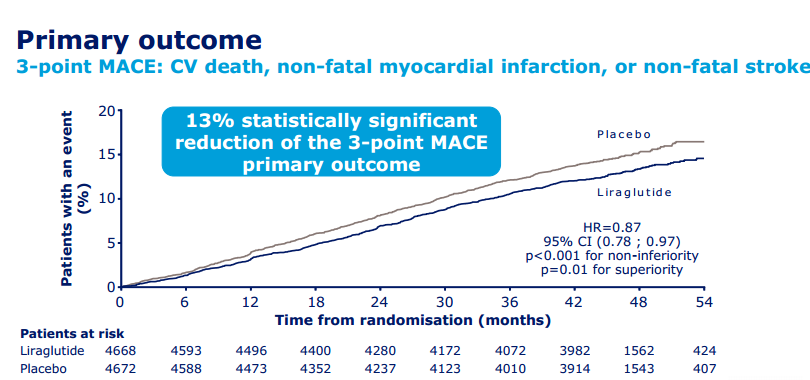 Primary outcome
3-point MACE: CV death, non-fatal myocardial infarction, or non-fatal stroke
Patients with an event
(%)
20
15
10
5
0
13% statistically significant
reduction of the 3-point MACE
primary outcome
Placebo
Liraglutide
HR=0.87
95% CI (0.78 ; 0.97)
p<0.001 for non-inferiority
p=0.01 for superiority
0 6 12 18 24 30 36 42 48 54
Time from randomisation (months)
Patients at risk
Liraglutide 4668 4593 4496 4400 4280 4172 4072 3982 1562 424
Placebo 4672 4588 4473 4352 4237 4123 4010 3914 1543 407